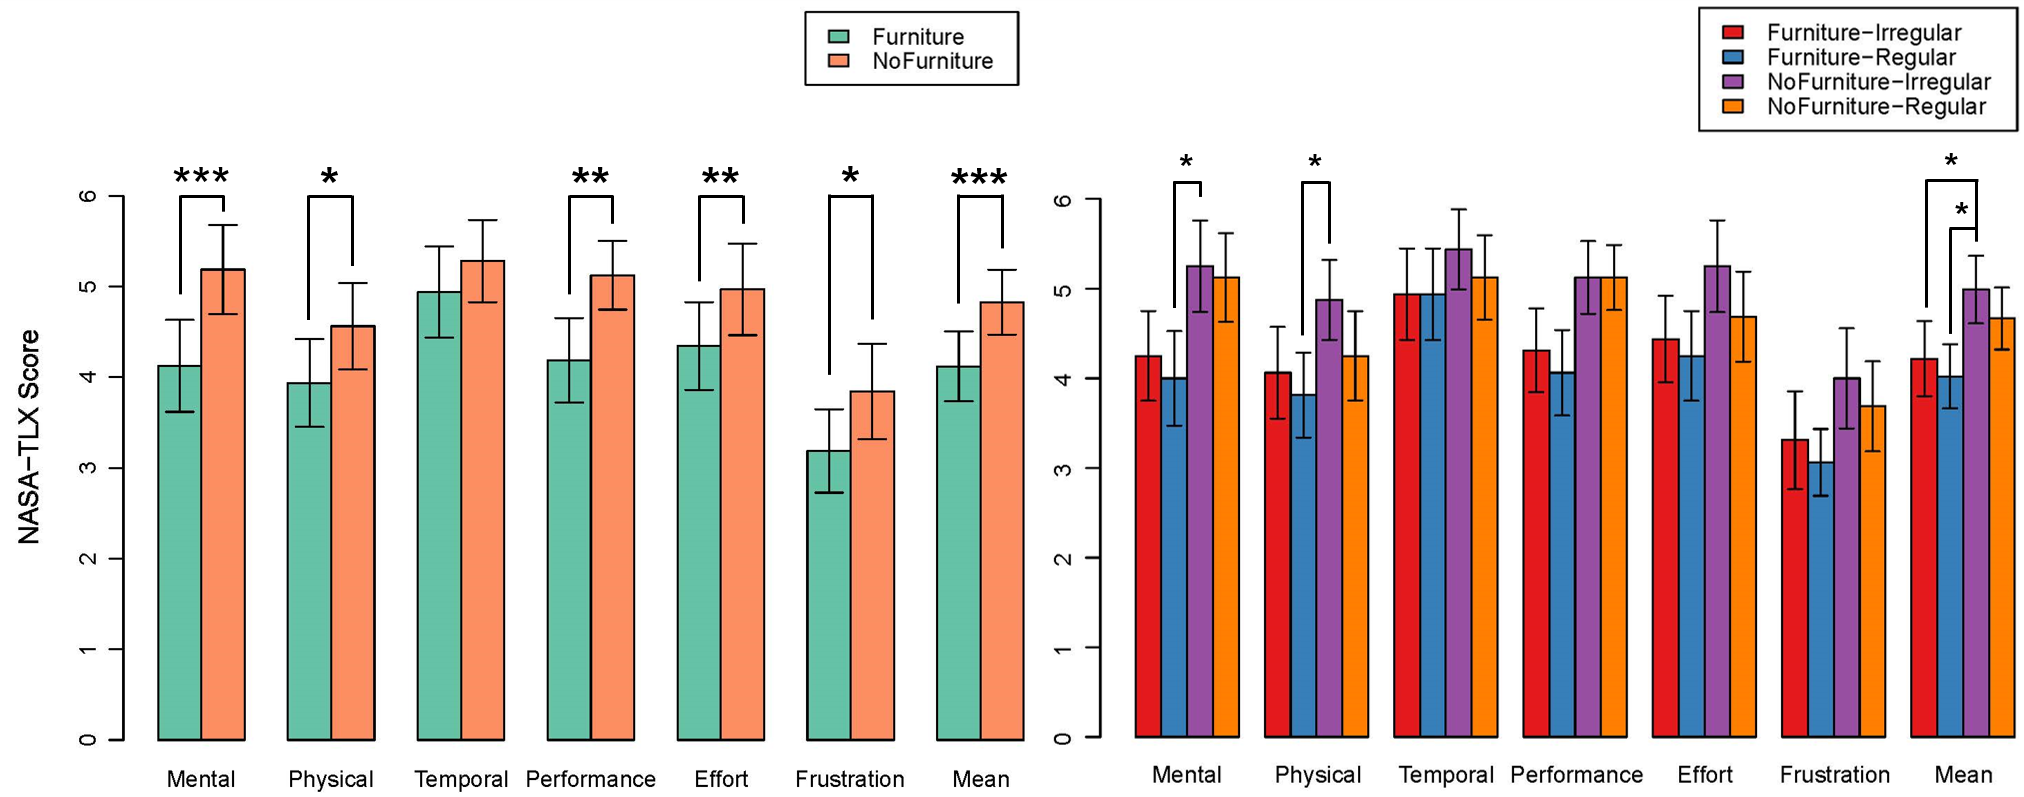 Furniture
NoFurniture
*** * ** ** * ***
NASA−TLX Score
0 1 2 3 4 5 6
Mental Physical Temporal Performance Effort Frustration Mean
Furniture−Irregular
Furniture−Regular
NoFurniture−Irregular
NoFurniture−Regular
* * *
*
0 1 2 3 4 5 6
Mental Physical Temporal Performance Effort Frustration Mean